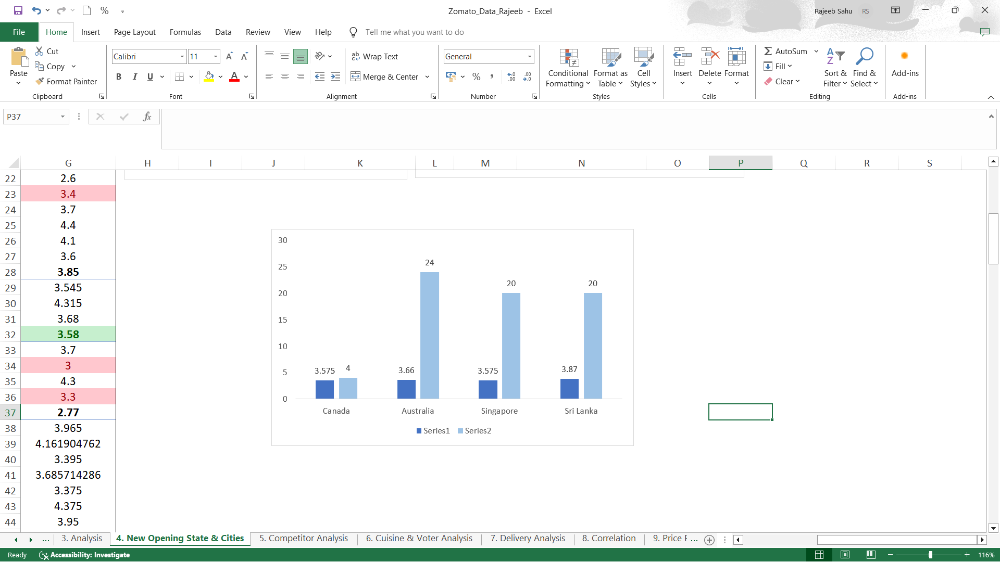 Zomato_Data_Rajeeb - Excel
Rajeeb Sahu RS
File Home Insert Page Layout Formulas Data Review View Help Tell me what you want to do
Paste
Cut
Copy
Format Painter
Clipboard
Calibri 11
B I U
Font
Wrap Text
Merge & Center
Alignment
General
Number
Conditional Formatting
Format as Table
Cell Styles
Styles
Insert Delete Format
Cells
AutoSum
Fill
Clear
Sort & Filter
Find & Select
Editing
Add-ins
Add-ins
P37
fx
G H I J K L M N O P Q R S
22 2.6
23 3.4
24 3.7
25 4.4
26 4.1
27 3.6
28 3.85
29 3.545
30 4.315
31 3.68
32 3.58
33 3.7
34 3
35 4.3
36 3.3
37 2.77
38 3.965
39 4.161904762
40 3.395
41 3.685714286
42 3.375
43 4.375
44 3.95
30
25
20
15
10
5
0
3.575 4
3.66 24
3.575 20
3.87 20
Canada Australia Singapore Sri Lanka
Series1 Series2
... 3. Analysis 4. New Opening State & Cities 5. Competitor Analysis 6. Cuisine & Voter Analysis 7. Delivery Analysis 8. Correlation 9. Price ...
Ready Accessibility: Investigate 116%